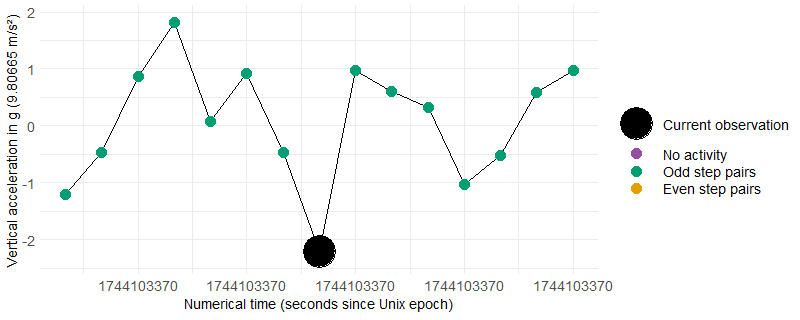 Vertical acceleration in g (9.80665 m/s²)
2
1
0
-1
-2
1744103370 1744103370 1744103370 1744103370 1744103370
Numerical time (seconds since Unix epoch)
Current observation
No activity
Odd step pairs
Even step pairs